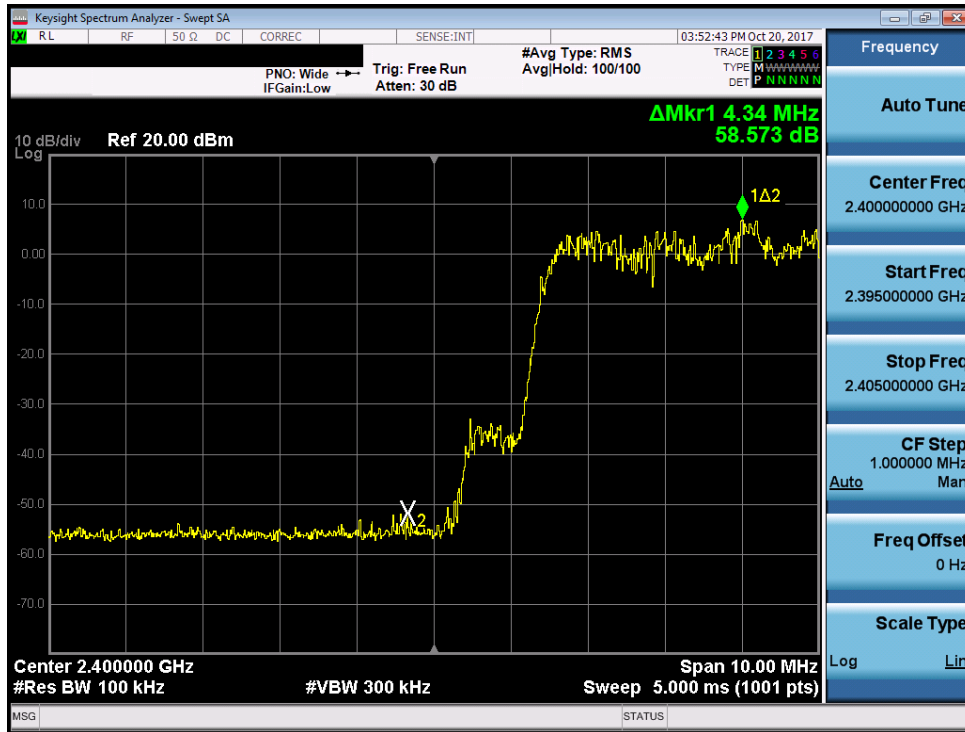 Keysight Spectrum Analyzer - Swept SA
LXI RL RF 50 Ω DC CORREC SENSE:INT 03:52:43 PM Oct 20, 2017
PNO: Wide Trig: Free Run #Avg Type: RMS TRACE 1 2 3 4 5 6
IFGain:Low Atten: 30 dB Avg|Hold: 100/100 TYPE M WWWWW
DET P N N N N N
ΔMkr1 4.34 MHz
58.573 dB
10 dB/div Ref 20.00 dBm
Log
1Δ2
10.0
0.00
-10.0
-20.0
-30.0
-40.0
-50.0
X2
-60.0
-70.0
Center 2.400000 GHz Span 10.00 MHz
#Res BW 100 kHz #VBW 300 kHz Sweep 5.000 ms (1001 pts)
MSG STATUS
Frequency
Auto Tune
Center Freq
2.400000000 GHz
Start Freq
2.395000000 GHz
Stop Freq
2.405000000 GHz
CF Step
1.000000 MHz
Auto Man
Freq Offset
0 Hz
Scale Type
Log Lin